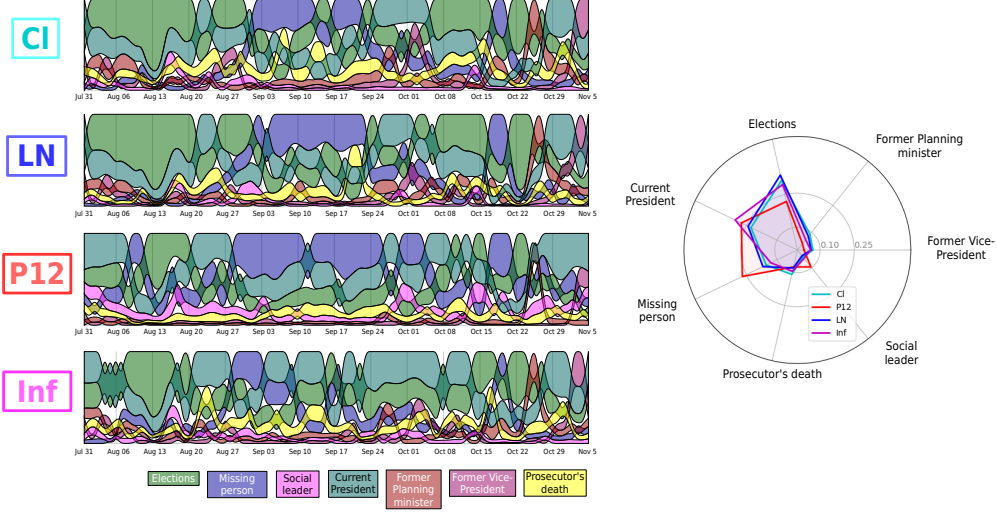 Cl
Jul 31 Aug 06 Aug 13 Aug 20 Aug 27 Sep 03 Sep 10 Sep 17 Sep 24 Oct 01 Oct 08 Oct 15 Oct 22 Oct 29 Nov 5
LN
Jul 31 Aug 06 Aug 13 Aug 20 Aug 27 Sep 03 Sep 10 Sep 17 Sep 24 Oct 01 Oct 08 Oct 15 Oct 22 Oct 29 Nov 5
P12
Jul 31 Aug 06 Aug 13 Aug 20 Aug 27 Sep 03 Sep 10 Sep 17 Sep 24 Oct 01 Oct 08 Oct 15 Oct 22 Oct 29 Nov 5
Inf
Jul 31 Aug 06 Aug 13 Aug 20 Aug 27 Sep 03 Sep 10 Sep 17 Sep 24 Oct 01 Oct 08 Oct 15 Oct 22 Oct 29 Nov 5
Elections
Missing
person
Social
leader
Current
President
Former
Planning
minister
Former Vice-
President
Prosecutor's
death
Elections
Former Planning
minister
Current
President
0.10 0.25
Former Vice-
President
Missing
person
Cl
P12
LN
Inf
Social
leader
Prosecutor's death